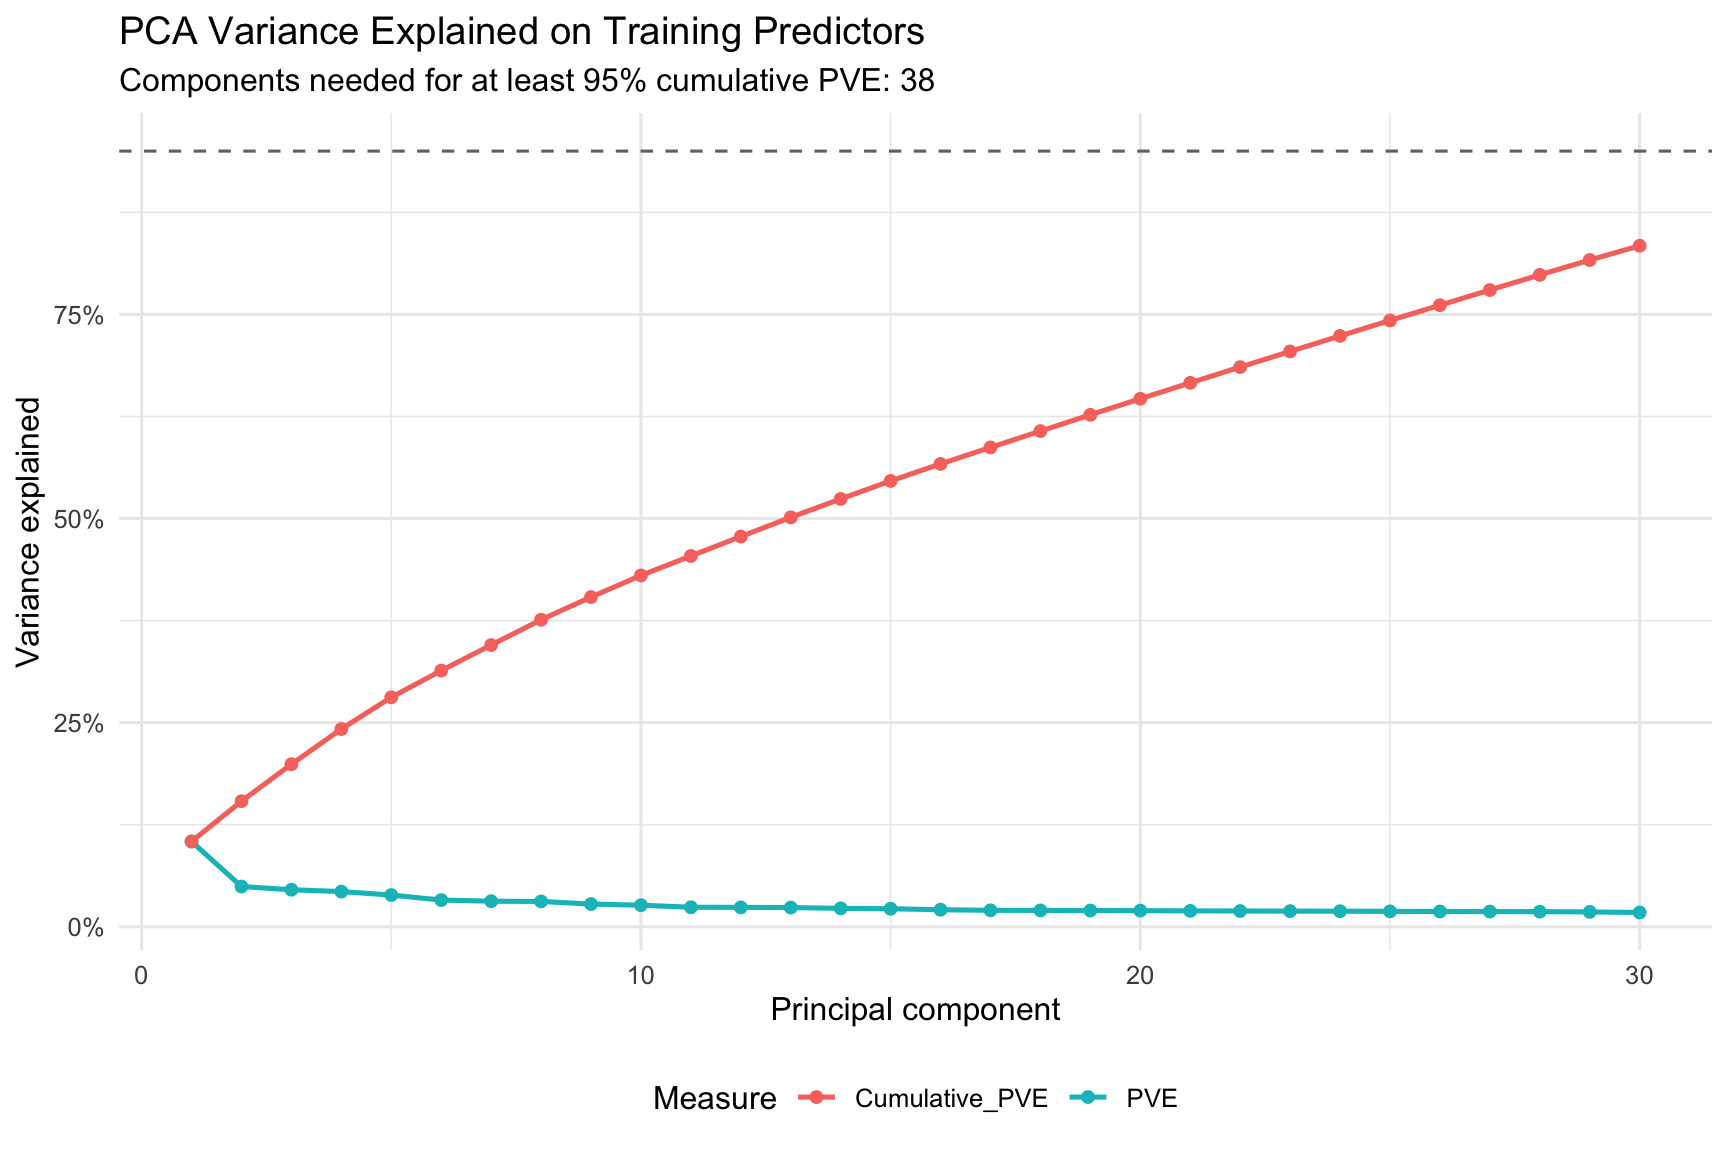 PCA Variance Explained on Training Predictors
Components needed for at least 95% cumulative PVE: 38
Variance explained
75%
50%
25%
0%
0 10 20 30
Principal component
Measure Cumulative_PVE PVE